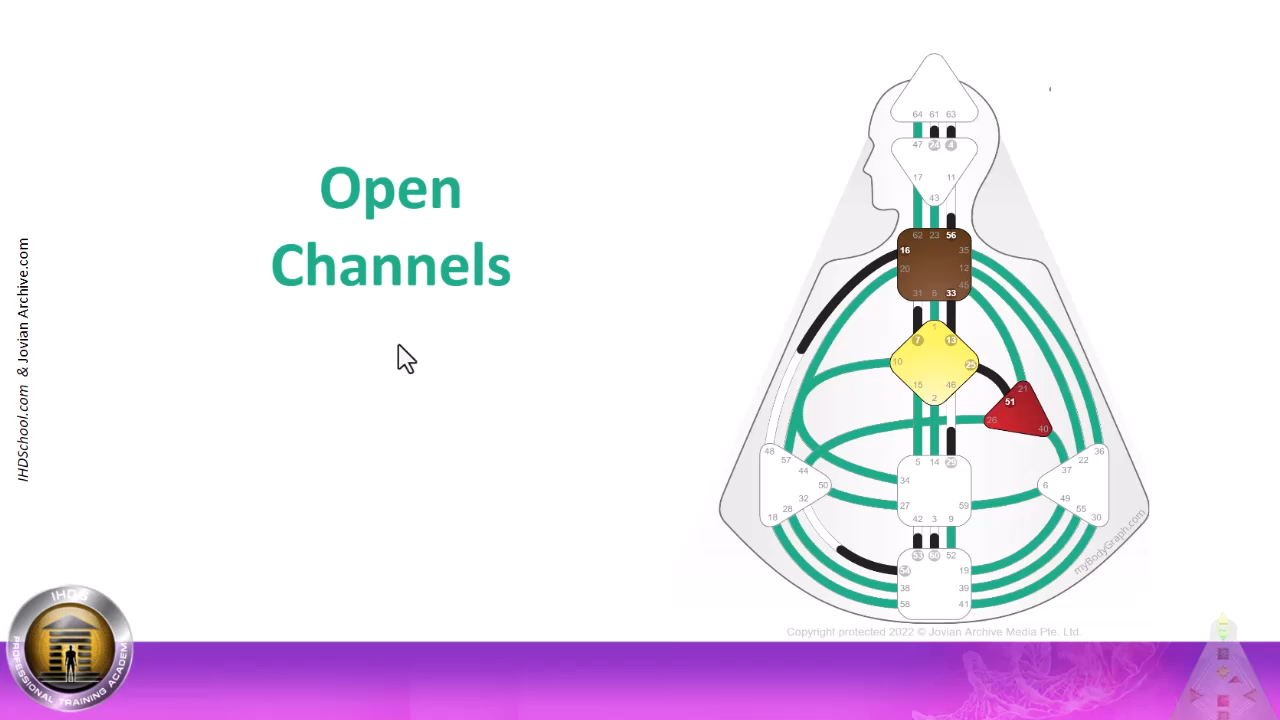 Open
Channels
IHDSchool.com & Jovian Archive.com
64 61 63
47 24 4
17 11
43
62 23 56
16 35
20 12
45
31 8 33
1
7 13
10 25
15 46
2
21
51
26
40
48
57
44
50
32
28
18
36
22
37
6
49
55
30
5 14 29
34
27 59
42 3 9
53 60 52
54 19
38 39
58 41
myBodyGraph.com
Copyright protected 2022 © Jovian Archive Media Pte. Ltd.
IHDS
PROFESSIONAL TRAINING ACADEMY